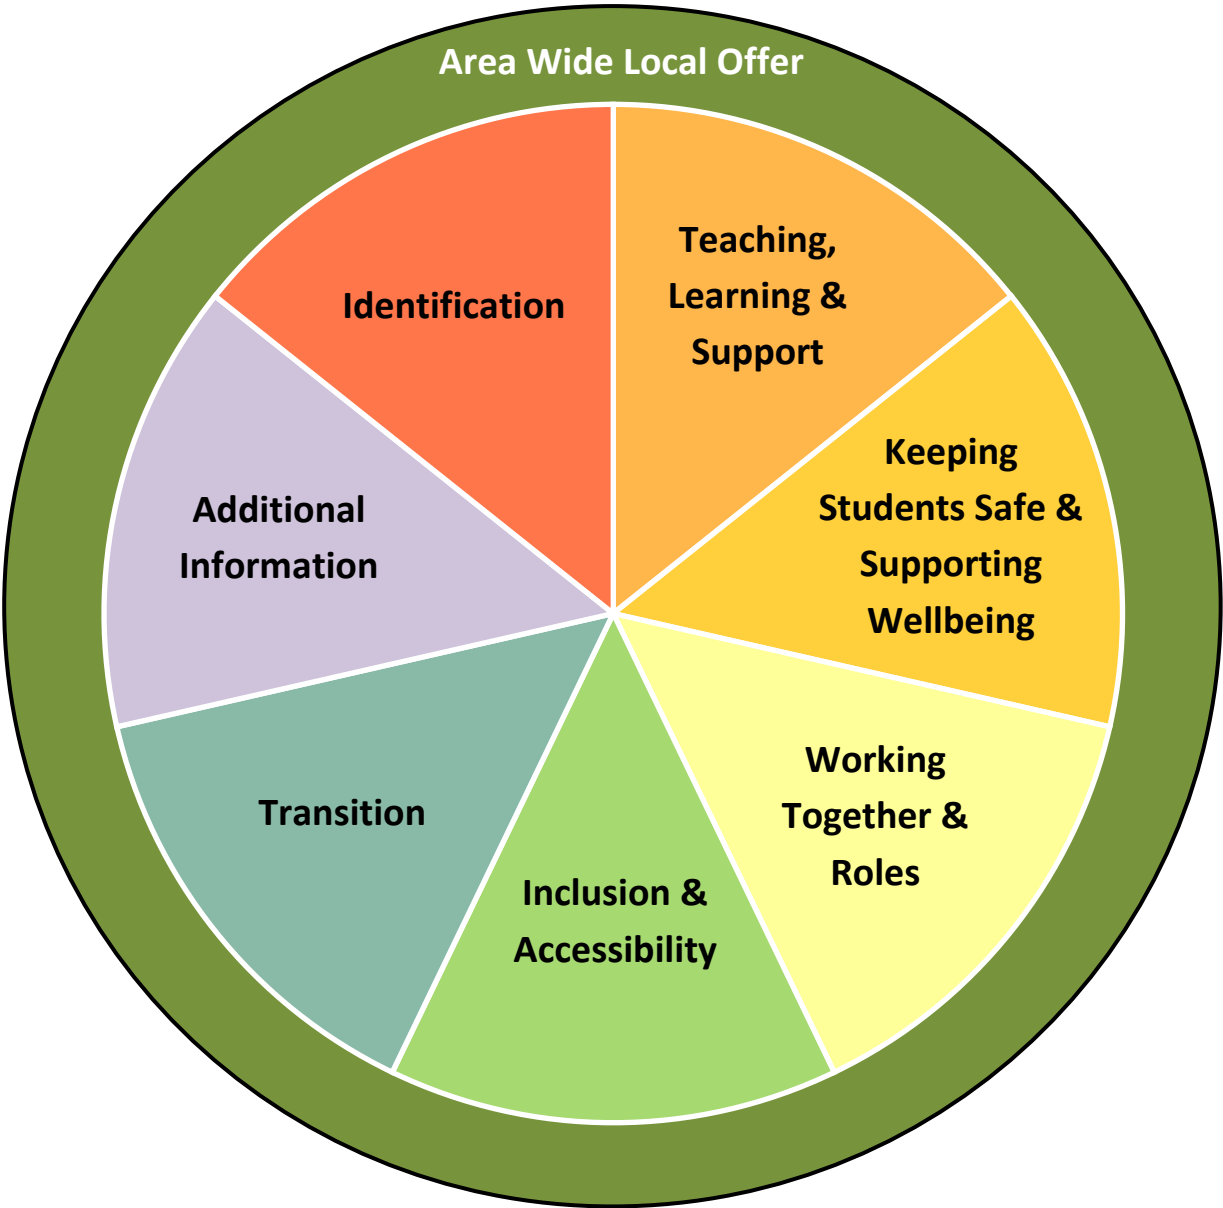 Area Wide Local Offer
Teaching,
Learning &
Support
Keeping
Students Safe &
Supporting
Wellbeing
Working
Together &
Roles
Inclusion &
Accessibility
Transition
Additional
Information
Identification